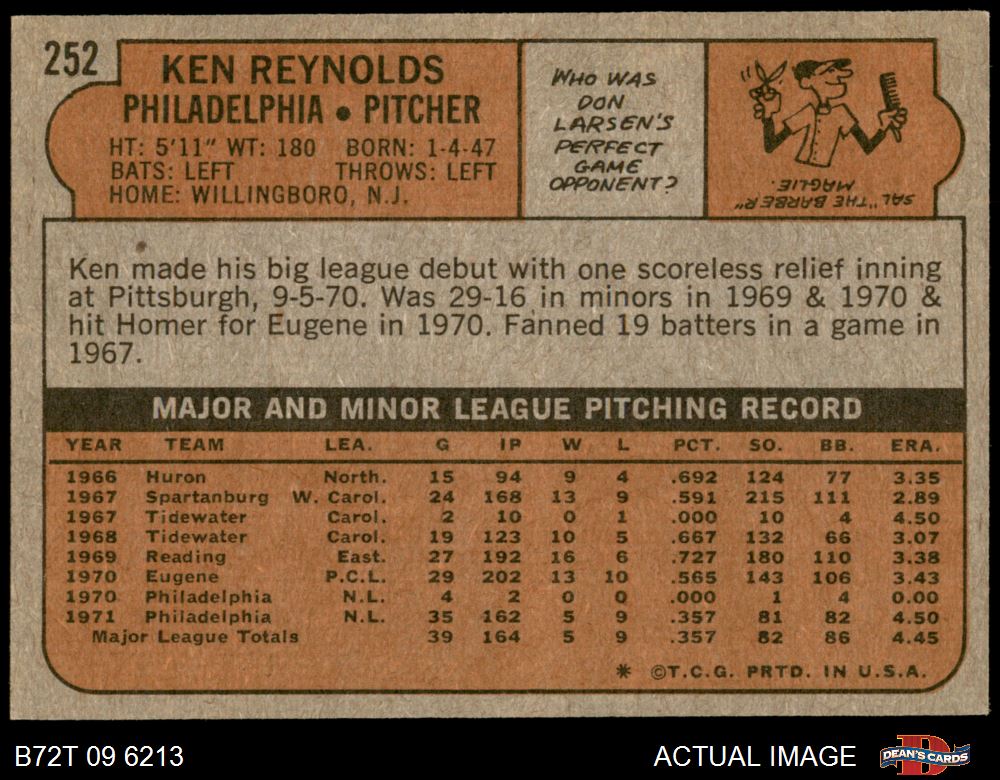 252
KEN REYNOLDS
PHILADELPHIA • PITCHER
HT: 5'11" WT: 180 BORN: 1-4-47
BATS: LEFT THROWS: LEFT
HOME: WILLINGBORO, N.J.
WHO WAS
DON
LARSEN'S
PERFECT
GAME
OPPONENT?
SAL "THE BARBER"
MAGLIE.
Ken made his big league debut with one scoreless relief inning
at Pittsburgh, 9-5-70. Was 29-16 in minors in 1969 & 1970 &
hit Homer for Eugene in 1970. Fanned 19 batters in a game in
1967.
MAJOR AND MINOR LEAGUE PITCHING RECORD
YEAR TEAM LEA. G IP W L PCT. SO. BB. ERA.
1966 Huron North. 15 94 9 4 .692 124 77 3.35
1967 Spartanburg W. Carol. 24 168 13 9 .591 215 111 2.89
1967 Tidewater Carol. 2 10 0 1 .000 10 4 4.50
1968 Tidewater Carol. 19 123 10 5 .667 132 66 3.07
1969 Reading East. 27 192 16 6 .727 180 110 3.38
1970 Eugene P.C.L. 29 202 13 10 .565 143 106 3.43
1970 Philadelphia N.L. 4 2 0 0 .000 1 4 0.00
1971 Philadelphia N.L. 35 162 5 9 .357 81 82 4.50
Major League Totals 39 164 5 9 .357 82 86 4.45
* ©T.C.G. PRTD. IN U.S.A.
B72T 09 6213 ACTUAL IMAGE DEAN'S CARDS